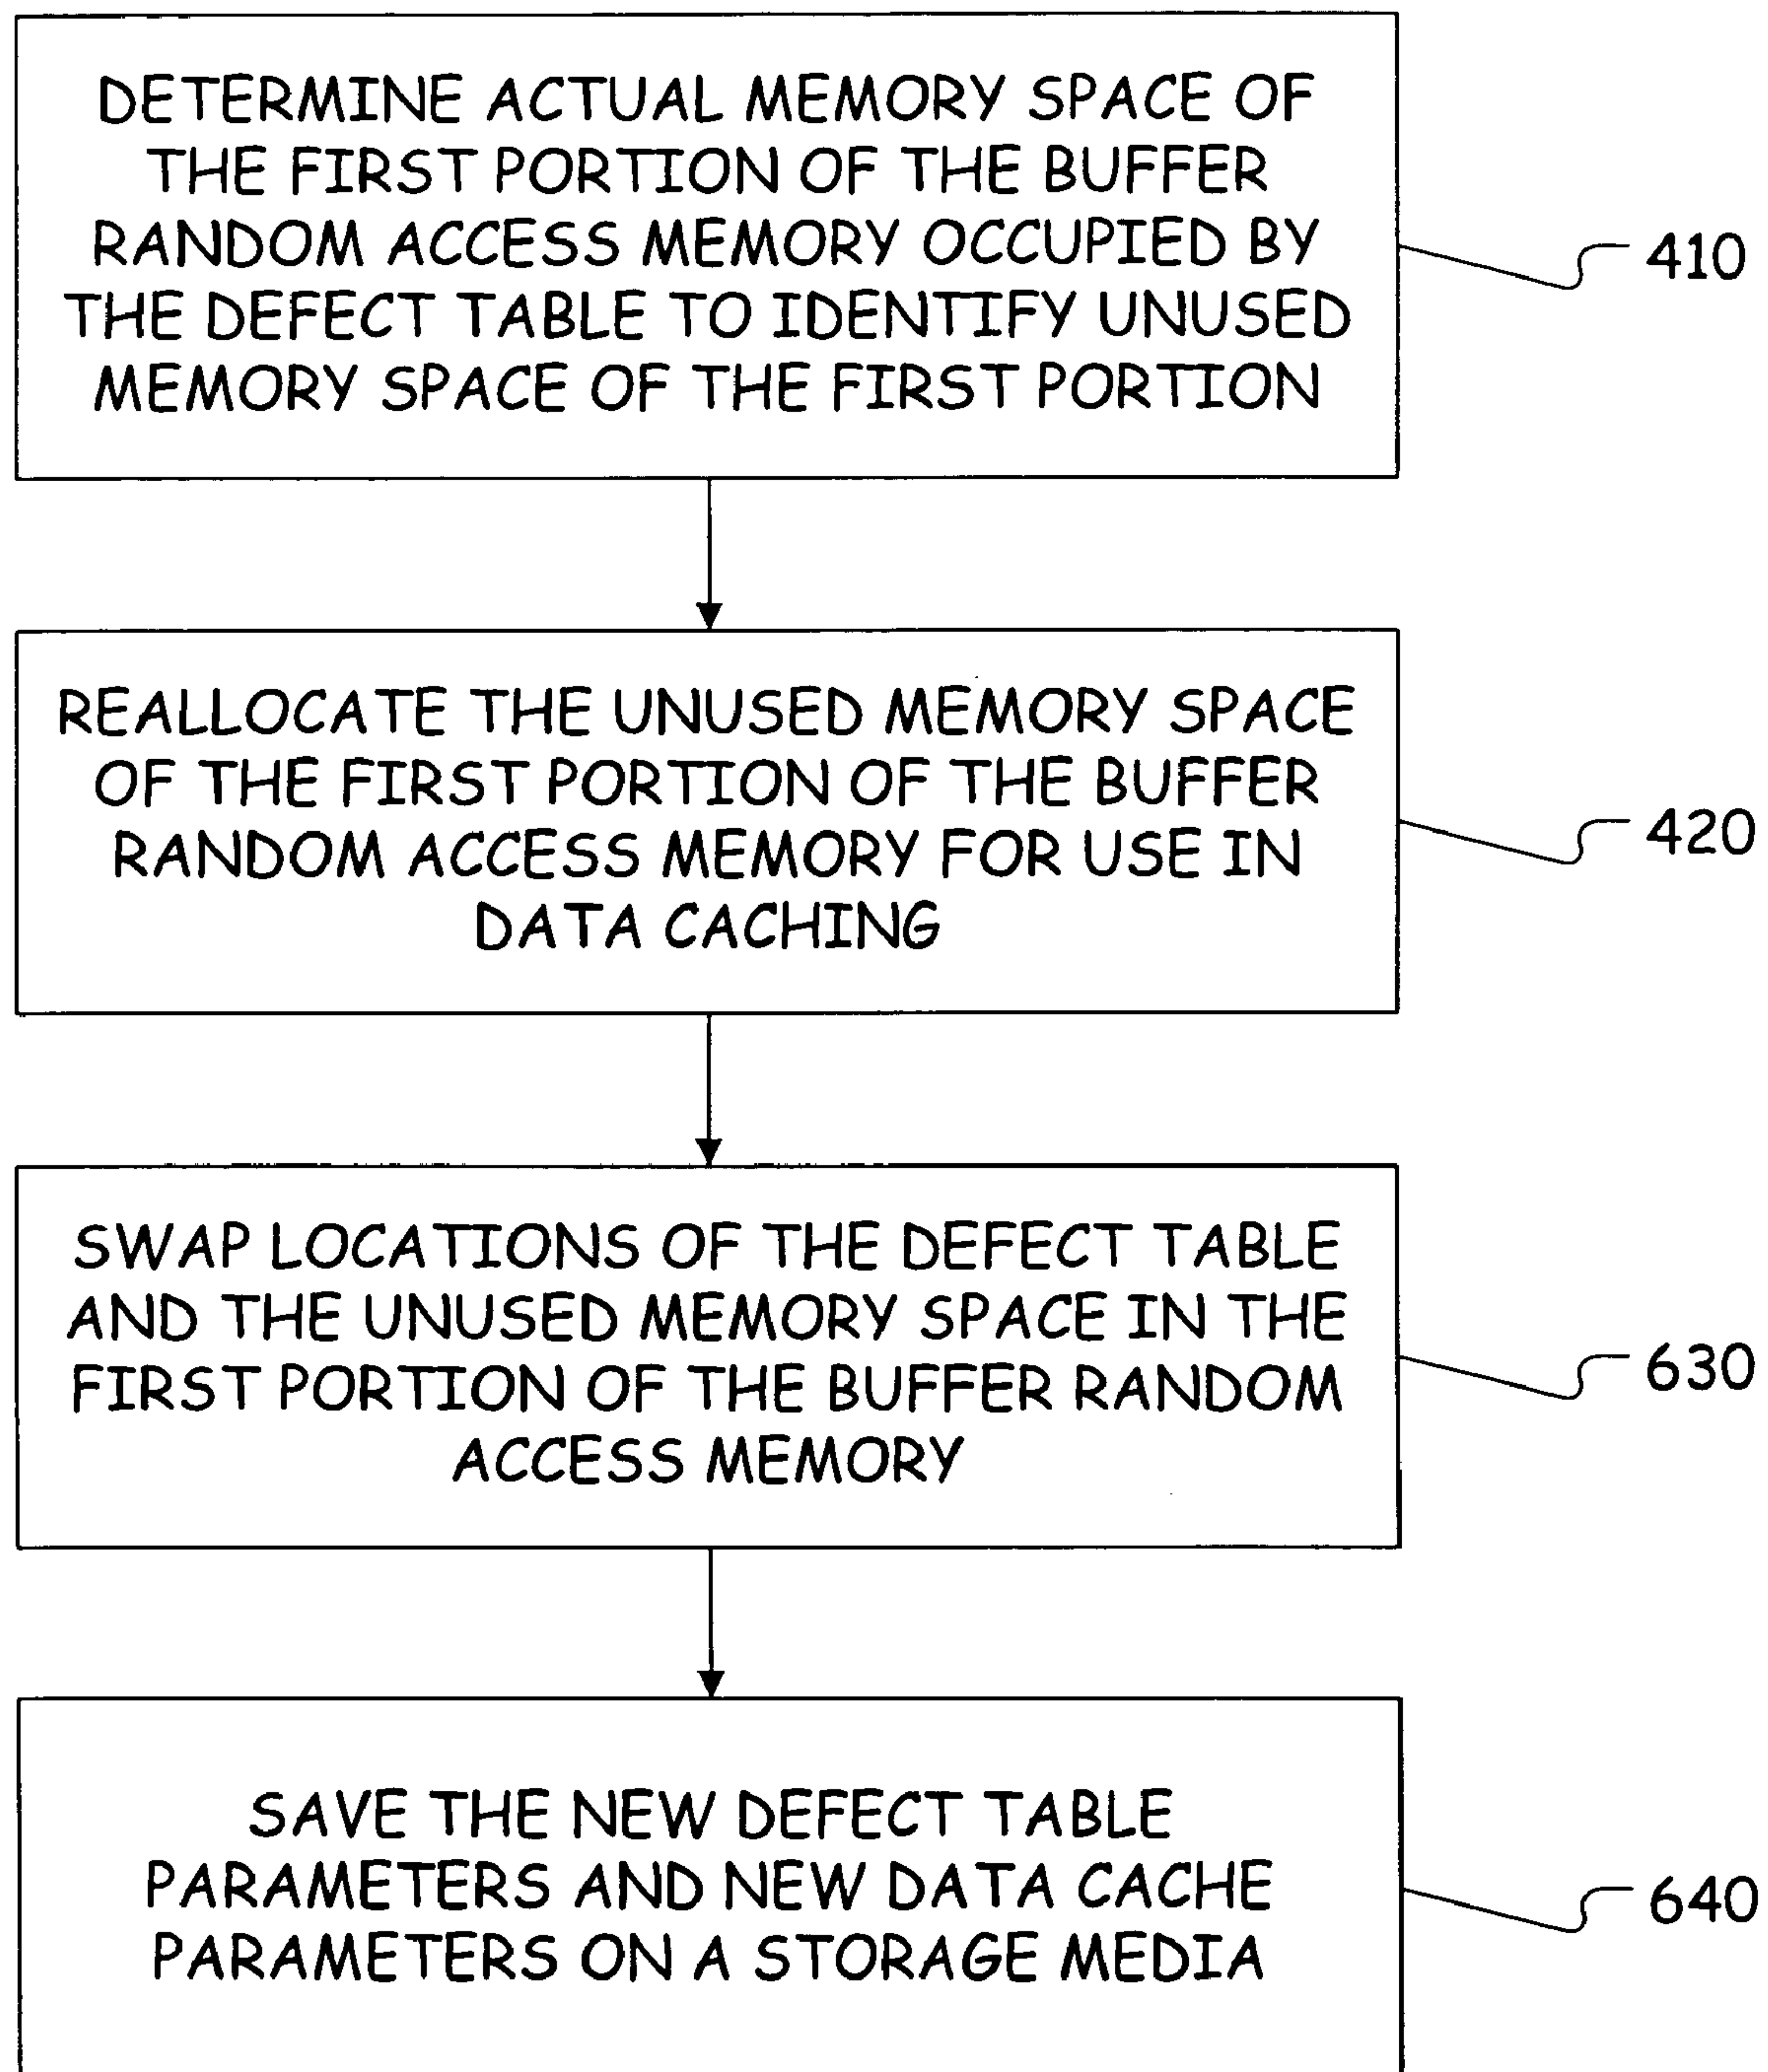 DETERMINE ACTUAL MEMORY SPACE OF
THE FIRST PORTION OF THE BUFFER
RANDOM ACCESS MEMORY OCCUPIED BY
THE DEFECT TABLE TO IDENTIFY UNUSED
MEMORY SPACE OF THE FIRST PORTION
410
REALLOCATE THE UNUSED MEMORY SPACE
OF THE FIRST PORTION OF THE BUFFER
RANDOM ACCESS MEMORY FOR USE IN
DATA CACHING
420
SWAP LOCATIONS OF THE DEFECT TABLE
AND THE UNUSED MEMORY SPACE IN THE
FIRST PORTION OF THE BUFFER RANDOM
ACCESS MEMORY
630
SAVE THE NEW DEFECT TABLE
PARAMETERS AND NEW DATA CACHE
PARAMETERS ON A STORAGE MEDIA
640